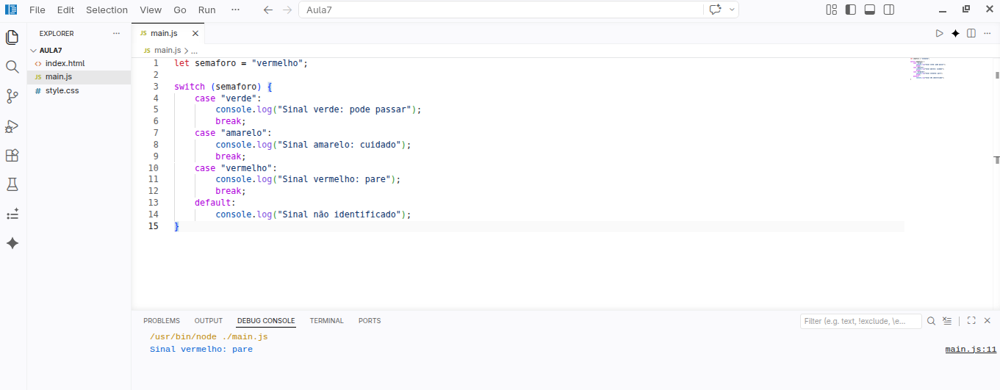 File Edit Selection View Go Run ··· Aula7
EXPLORER ···
AULA7
index.html
main.js
style.css
JS main.js
JS main.js > ...
1 let semaforo = "vermelho";
2
3 switch (semaforo) {
4     case "verde":
5         console.log("Sinal verde: pode passar");
6         break;
7     case "amarelo":
8         console.log("Sinal amarelo: cuidado");
9         break;
10     case "vermelho":
11         console.log("Sinal vermelho: pare");
12         break;
13     default:
14         console.log("Sinal não identificado");
15 }
PROBLEMS OUTPUT DEBUG CONSOLE TERMINAL PORTS Filter (e.g. text, !exclude, \e...
/usr/bin/node ./main.js
Sinal vermelho: pare main.js:11